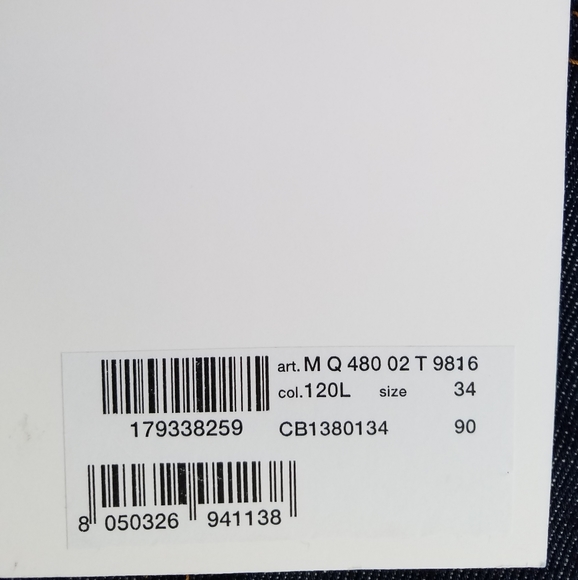 art. M Q 480 02 T 9816
col. 120L size 34
179338259 CB1380134 90
8 050326 941138